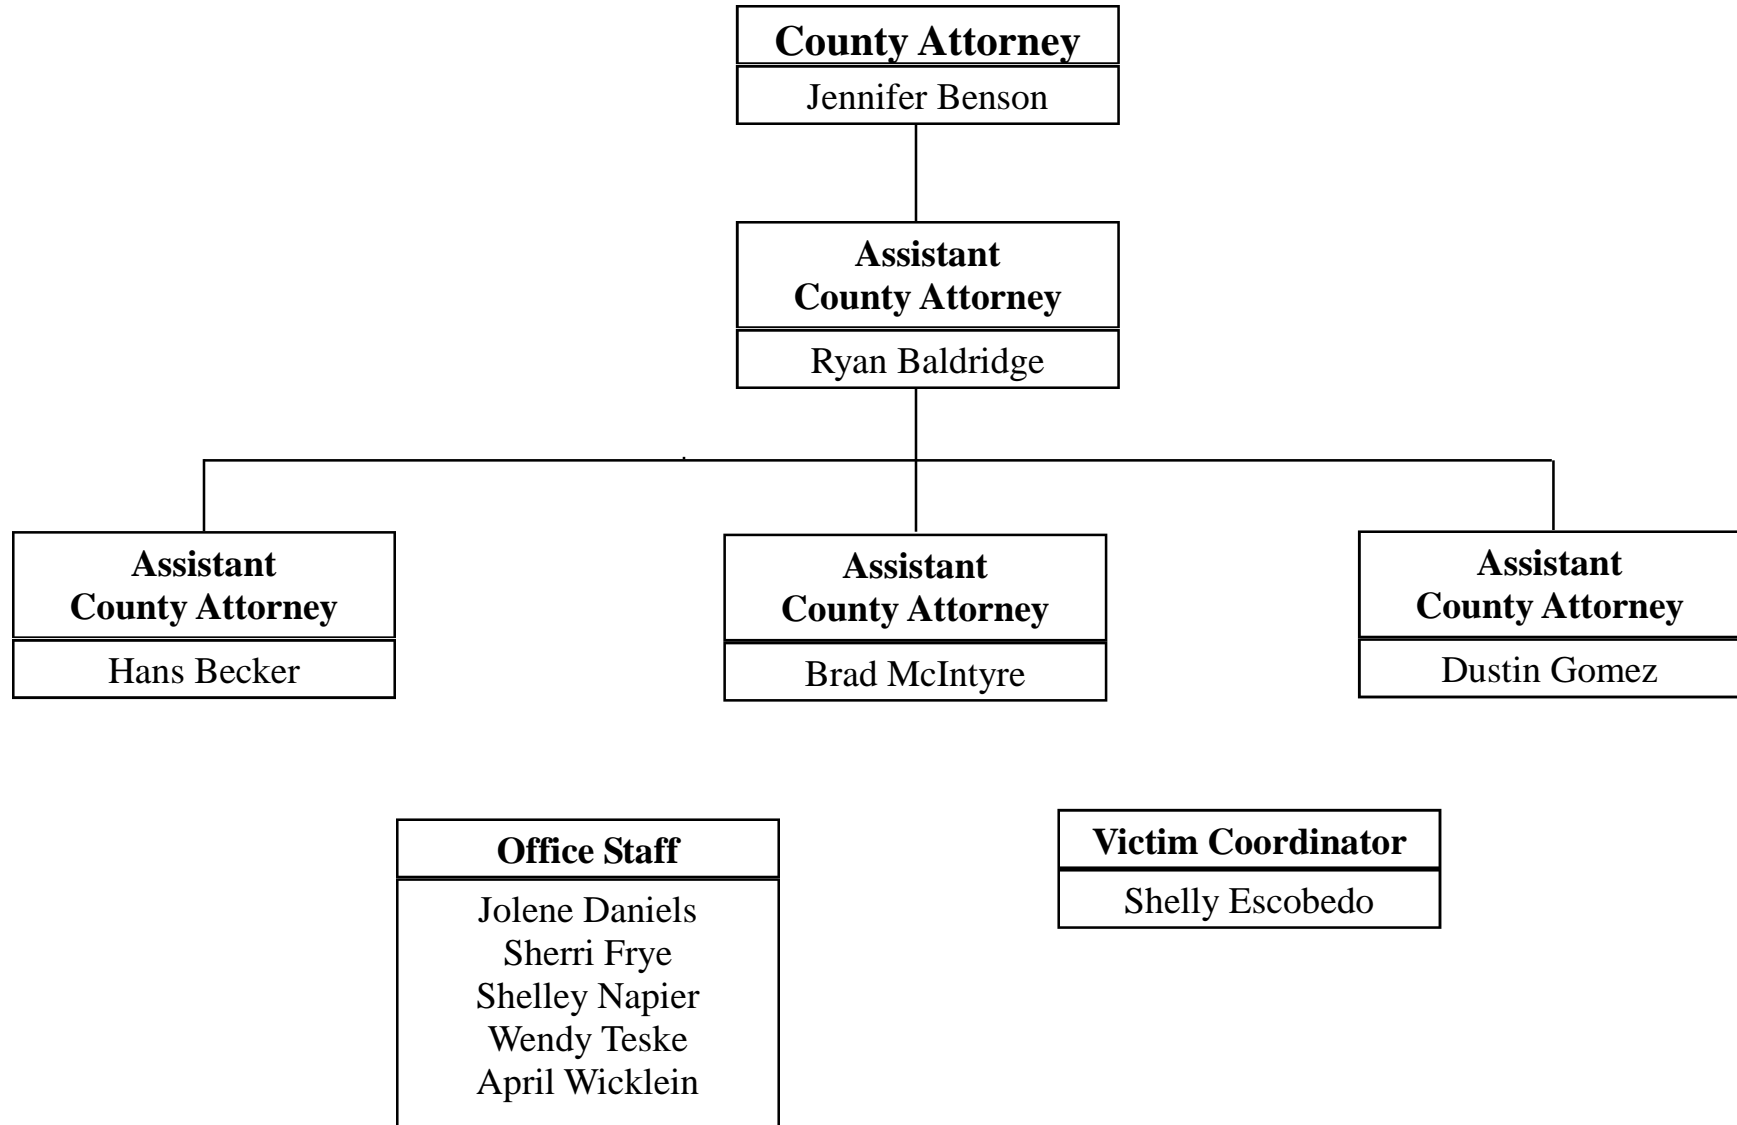 County Attorney
Jennifer Benson
Assistant
County Attorney
Ryan Baldridge
Assistant
County Attorney
Hans Becker
Assistant
County Attorney
Brad McIntyre
Assistant
County Attorney
Dustin Gomez
Office Staff
Jolene Daniels
Sherri Frye
Shelley Napier
Wendy Teske
April Wicklein
Victim Coordinator
Shelly Escobedo